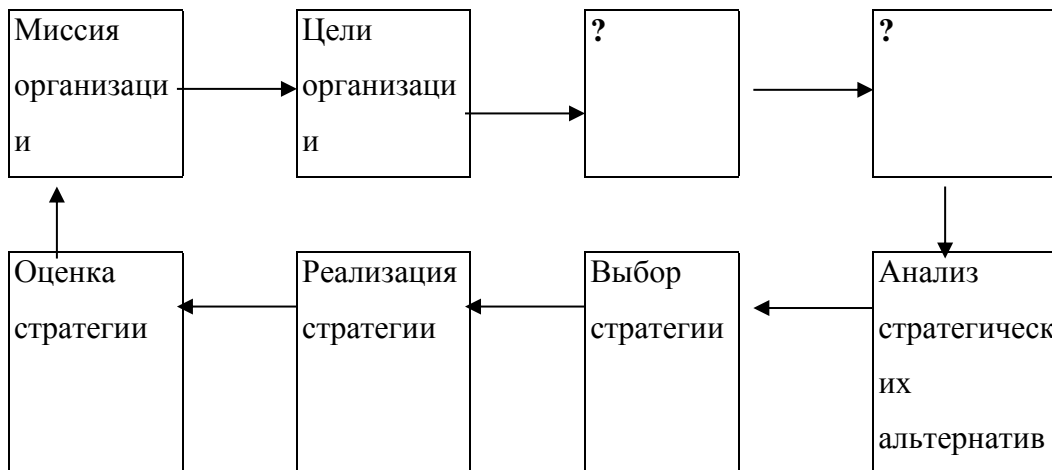 Миссия
организаци
и
Цели
организаци
и
?
?
Оценка
стратегии
Реализация
стратегии
Выбор
стратегии
Анализ
стратегическ
их
альтернатив